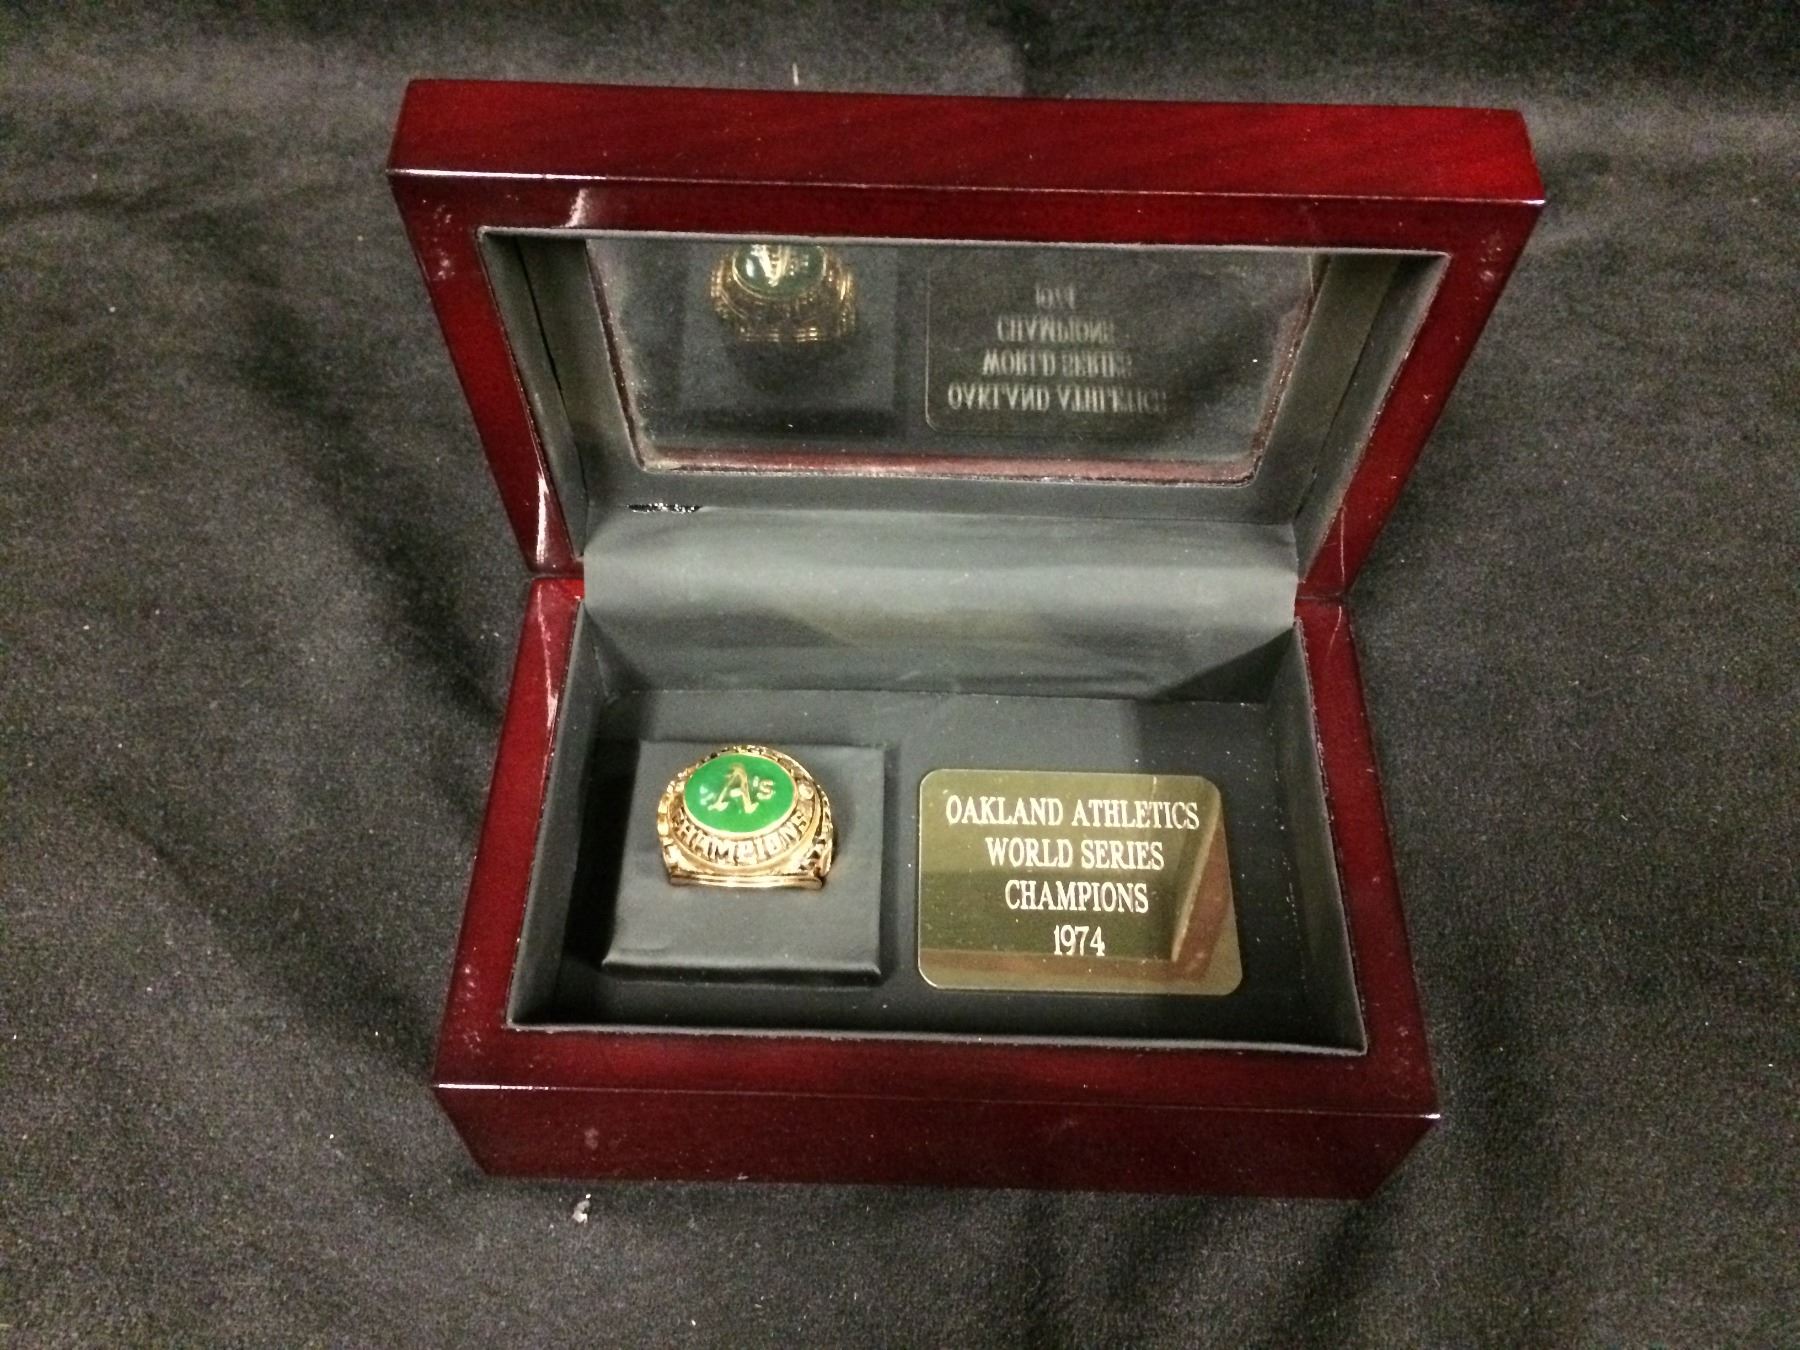 A's
CHAMPIONS
OAKLAND ATHLETICS
WORLD SERIES
CHAMPIONS
1974